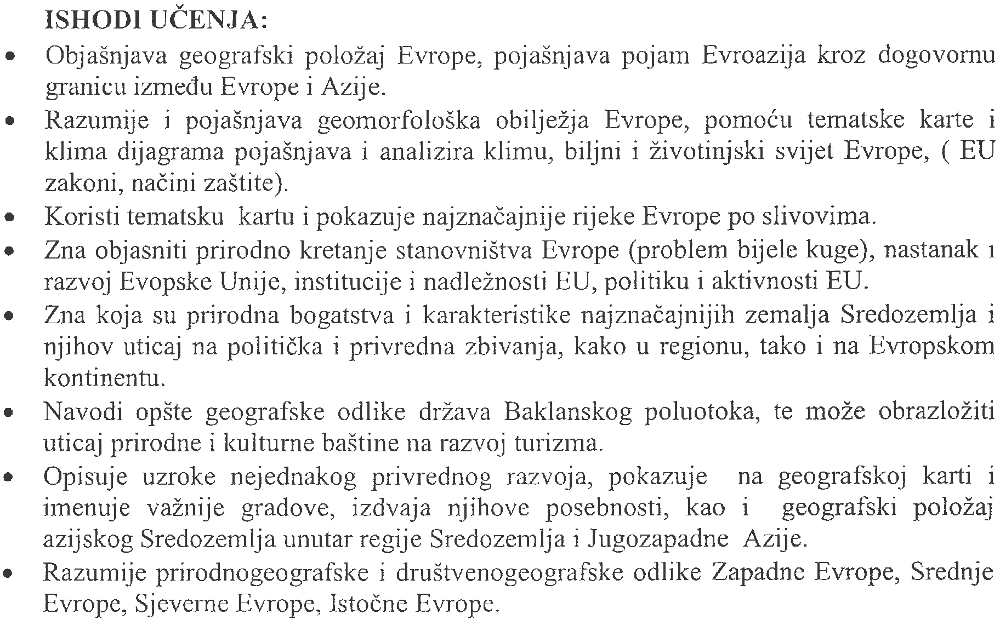 ISHODI UČENJA:
• Objašnjava geografski položaj Evrope, pojašnjava pojam Evroazija kroz dogovornu
granicu između Evrope i Azije.
• Razumije i pojašnjava geomorfološka obilježja Evrope, pomoću tematske karte i
klima dijagrama pojašnjava i analizira klimu, biljni i životinjski svijet Evrope, ( EU
zakoni, načini zaštite).
• Koristi tematsku kartu i pokazuje najznačajnije rijeke Evrope po slivovima.
• Zna objasniti prirodno kretanje stanovništva Evrope (problem bijele kuge), nastanak i
razvoj Evopske Unije, institucije i nadležnosti EU, politiku i aktivnosti EU.
• Zna koja su prirodna bogatstva i karakteristike najznačajnijih zemalja Sredozemlja i
njihov uticaj na politička i privredna zbivanja, kako u regionu, tako i na Evropskom
kontinentu.
• Navodi opšte geografske odlike država Baklanskog poluotoka, te može obrazložiti
uticaj prirodne i kulturne baštine na razvoj turizma.
• Opisuje uzroke nejednakog privrednog razvoja, pokazuje na geografskoj karti i
imenuje važnije gradove, izdvaja njihove posebnosti, kao i geografski položaj
azijskog Sredozemlja unutar regije Sredozemlja i Jugozapadne Azije.
• Razumije prirodnogeografske i društvenogeografske odlike Zapadne Evrope, Srednje
Evrope, Sjeverne Evrope, Istočne Evrope.